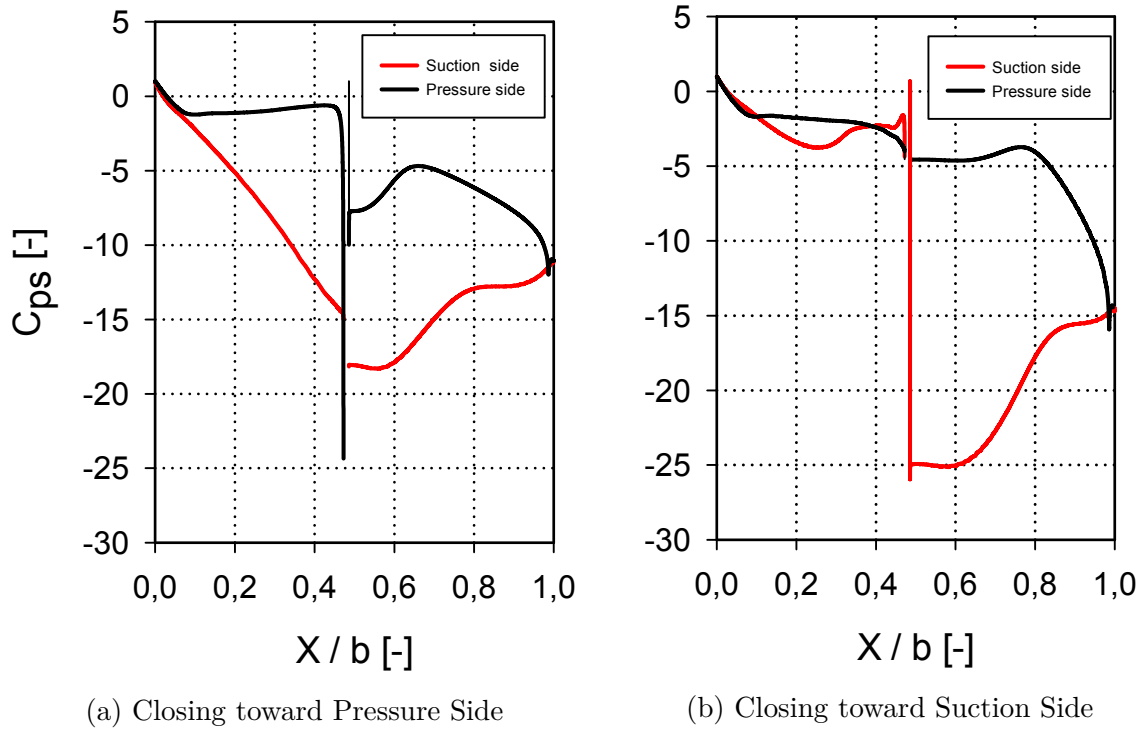 5
0
-5
-10
-15
-20
-25
-30
C_ps [-]
Suction side
Pressure side
0,0 0,2 0,4 0,6 0,8 1,0
X / b [-]
(a) Closing toward Pressure Side
5
0
-5
-10
-15
-20
-25
-30
Suction side
Pressure side
0,0 0,2 0,4 0,6 0,8 1,0
X / b [-]
(b) Closing toward Suction Side